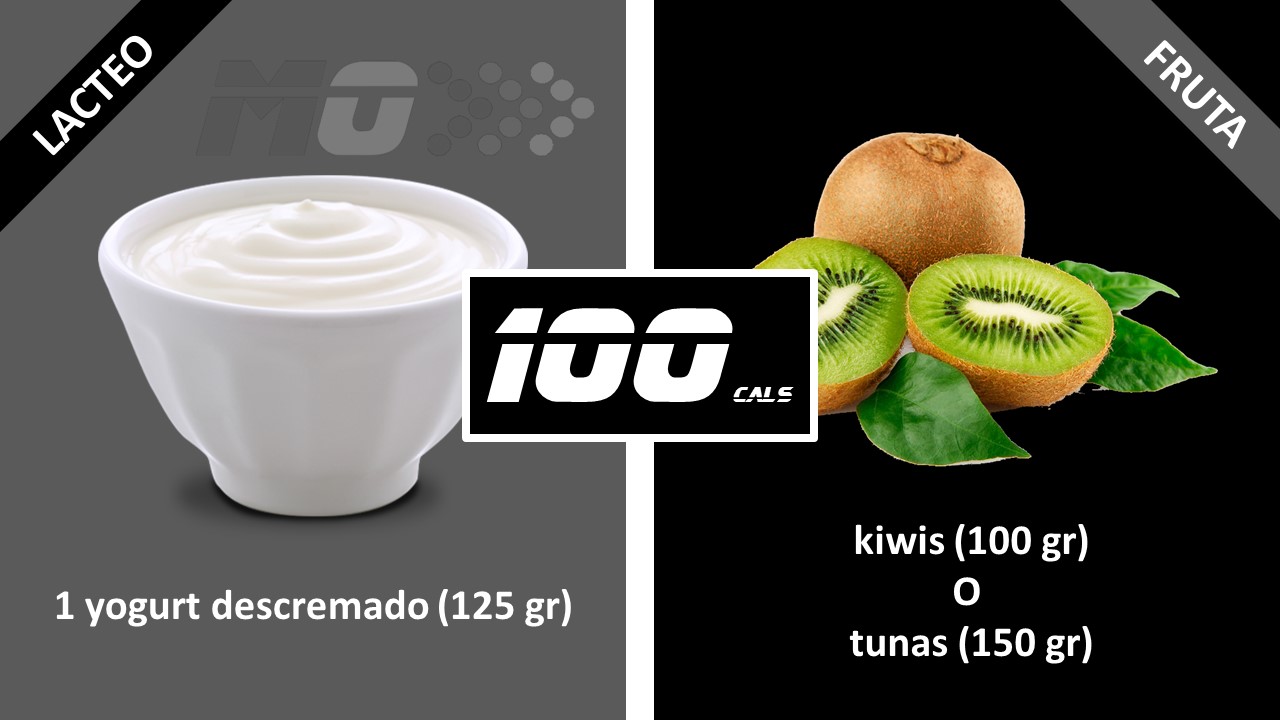 LACTEO
MO
1 yogurt descremado (125 gr)
100 CALS
FRUTA
kiwis (100 gr)
O
tunas (150 gr)